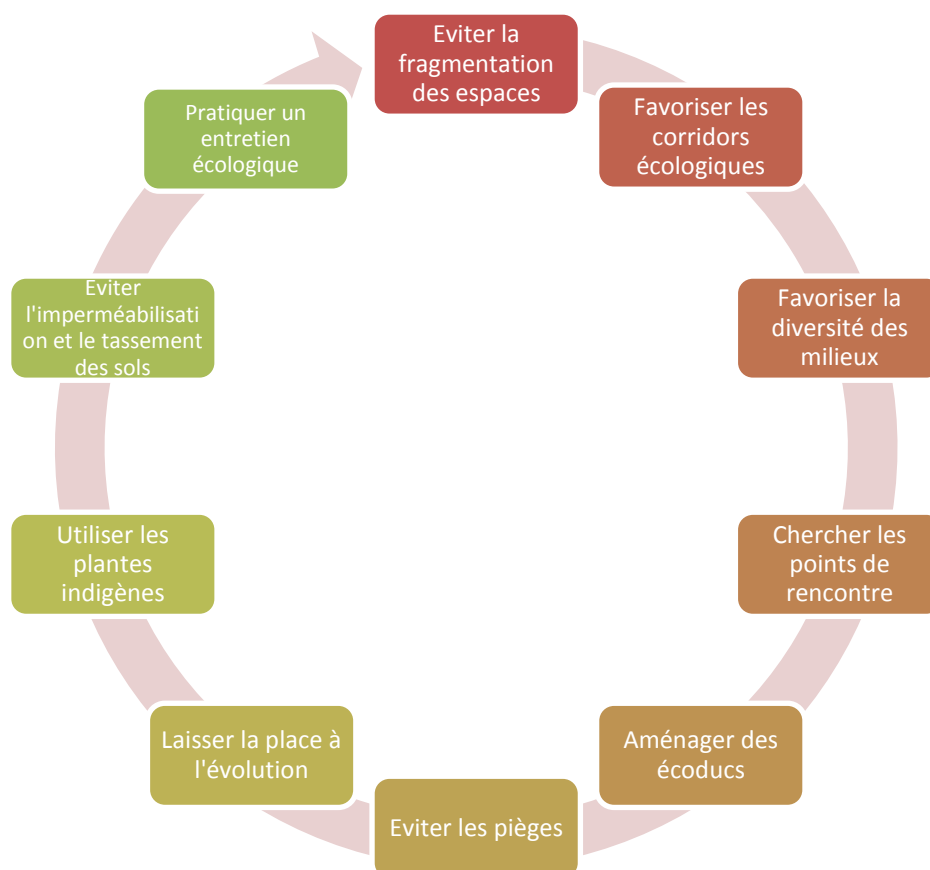 Eviter la
fragmentation
des espaces
Favoriser les
corridors
écologiques
Favoriser la
diversité des
milieux
Chercher les
points de
rencontre
Aménager des
écoducs
Eviter les pièges
Laisser la place à
l'évolution
Utiliser les
plantes
indigènes
Eviter
l'imperméabilisati
on et le tassement
des sols
Pratiquer un
entretien
écologique